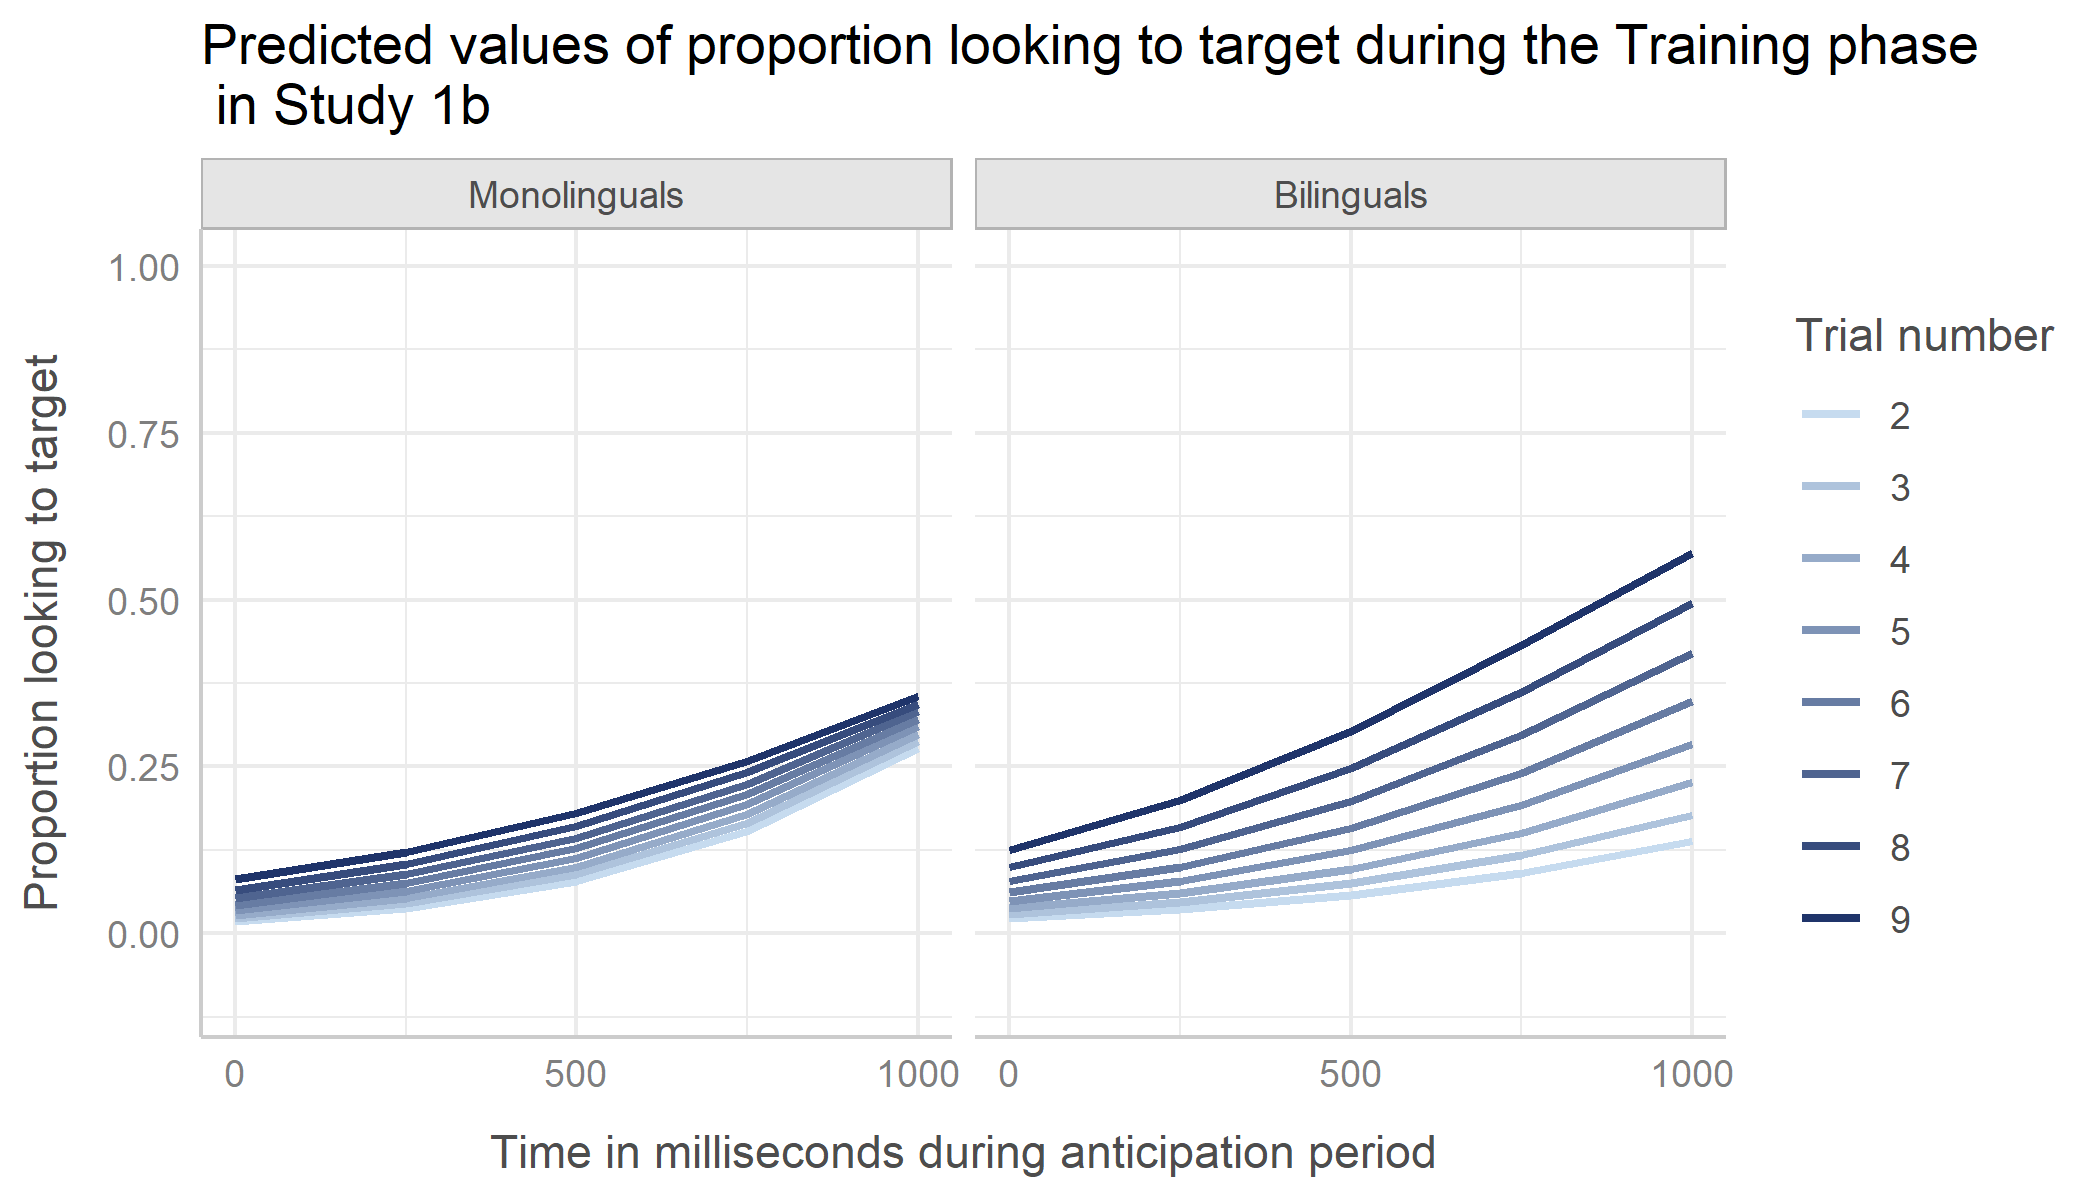 Predicted values of proportion looking to target during the Training phase
in Study 1b
Monolinguals
Bilinguals
1.00
0.75
0.50
0.25
0.00
Proportion looking to target
0
500
1000
0
500
1000
Time in milliseconds during anticipation period
Trial number
2
3
4
5
6
7
8
9